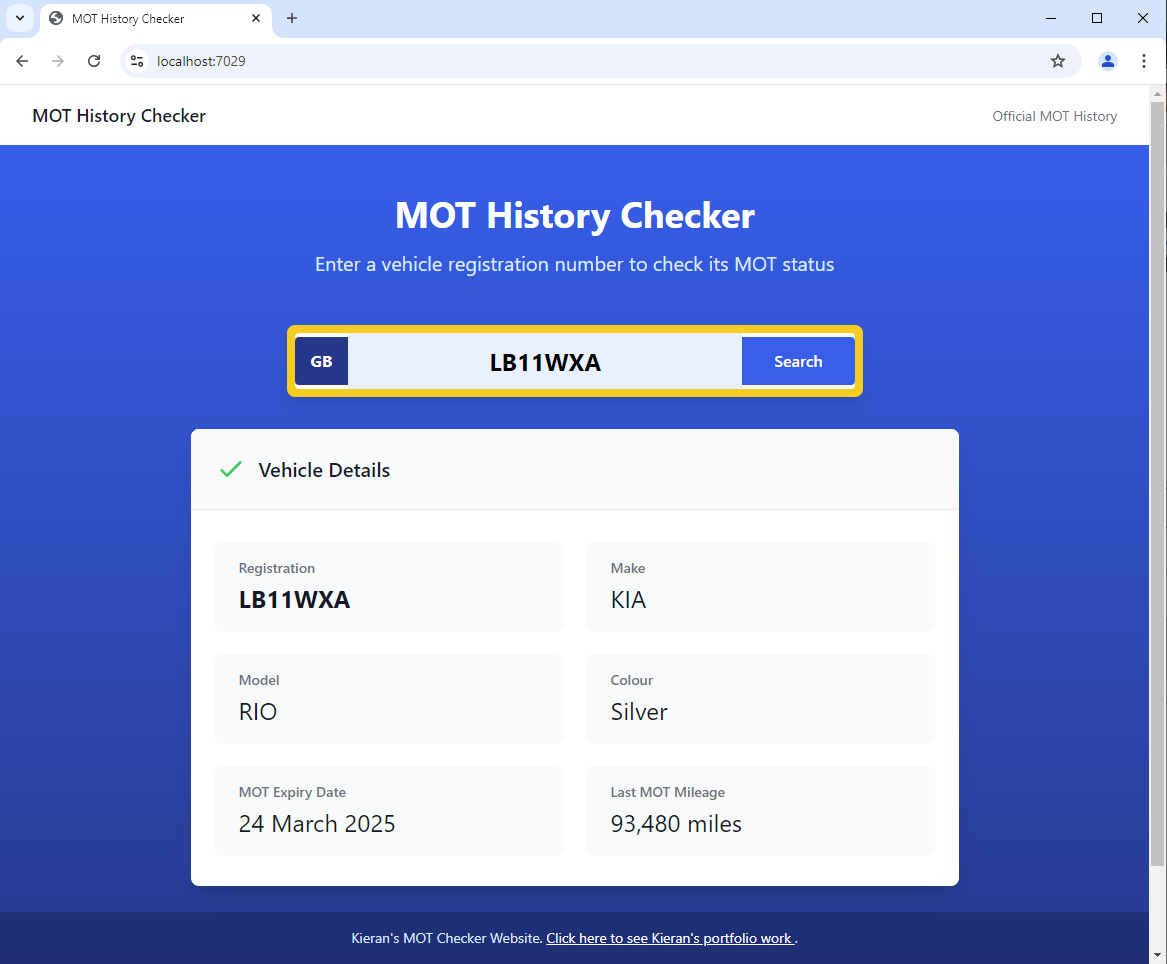 MOT History Checker
localhost:7029
MOT History Checker
Official MOT History
MOT History Checker
Enter a vehicle registration number to check its MOT status
GB
LB11WXA
Search
Vehicle Details
Registration
LB11WXA
Make
KIA
Model
RIO
Colour
Silver
MOT Expiry Date
24 March 2025
Last MOT Mileage
93,480 miles
Kieran's MOT Checker Website. Click here to see Kieran's portfolio work .